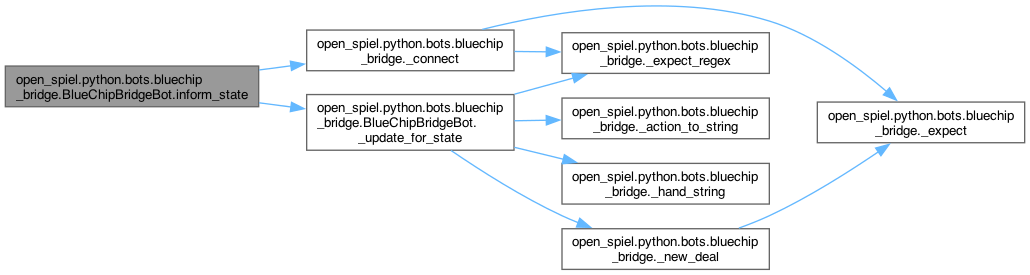 open_spiel.python.bots.bluechip
_bridge.BlueChipBridgeBot.inform_state
open_spiel.python.bots.bluechip
_bridge._connect
open_spiel.python.bots.bluechip
_bridge.BlueChipBridgeBot.
_update_for_state
open_spiel.python.bots.bluechip
_bridge._expect_regex
open_spiel.python.bots.bluechip
_bridge._action_to_string
open_spiel.python.bots.bluechip
_bridge._hand_string
open_spiel.python.bots.bluechip
_bridge._new_deal
open_spiel.python.bots.bluechip
_bridge._expect